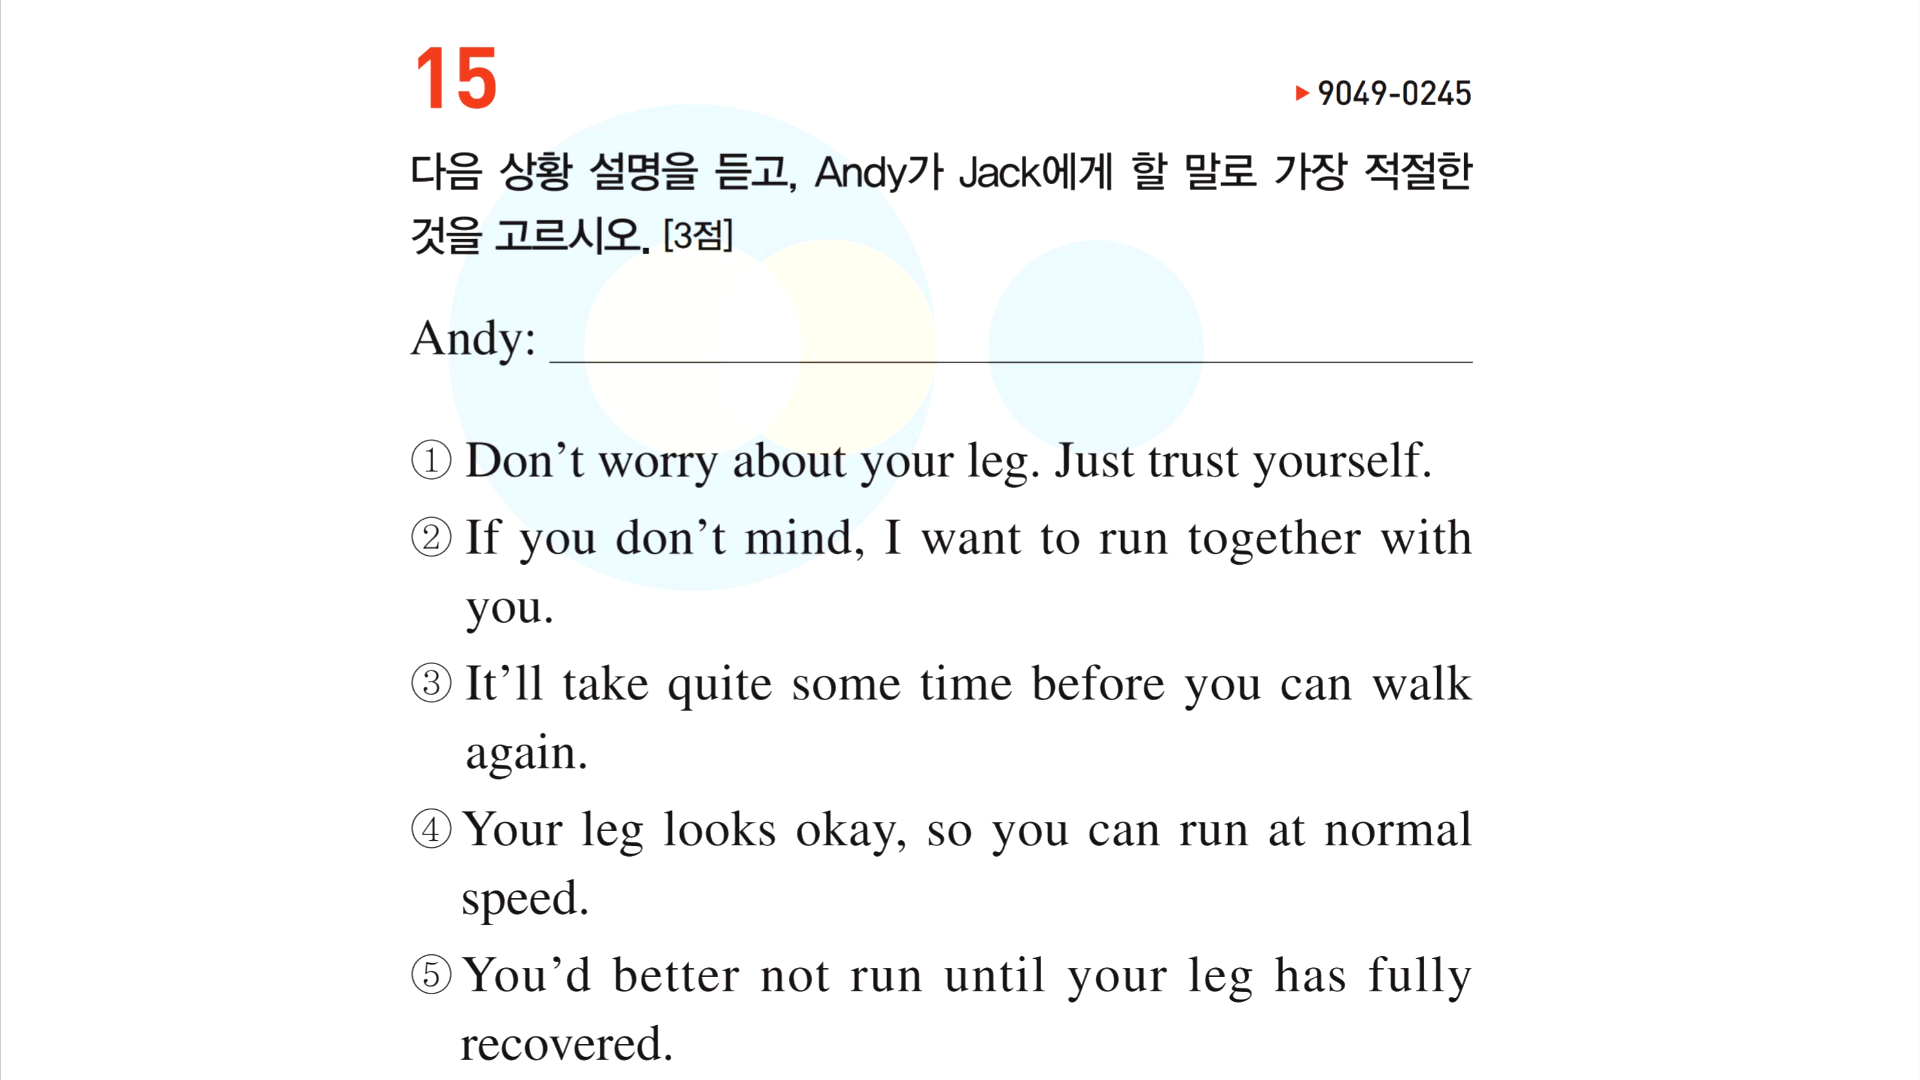 15
▶ 9049-0245
다음 상황 설명을 듣고, Andy가 Jack에게 할 말로 가장 적절한
것을 고르시오. [3점]
Andy: ____________________
① Don’t worry about your leg. Just trust yourself.
② If you don’t mind, I want to run together with
you.
③ It’ll take quite some time before you can walk
again.
④ Your leg looks okay, so you can run at normal
speed.
⑤ You’d better not run until your leg has fully
recovered.